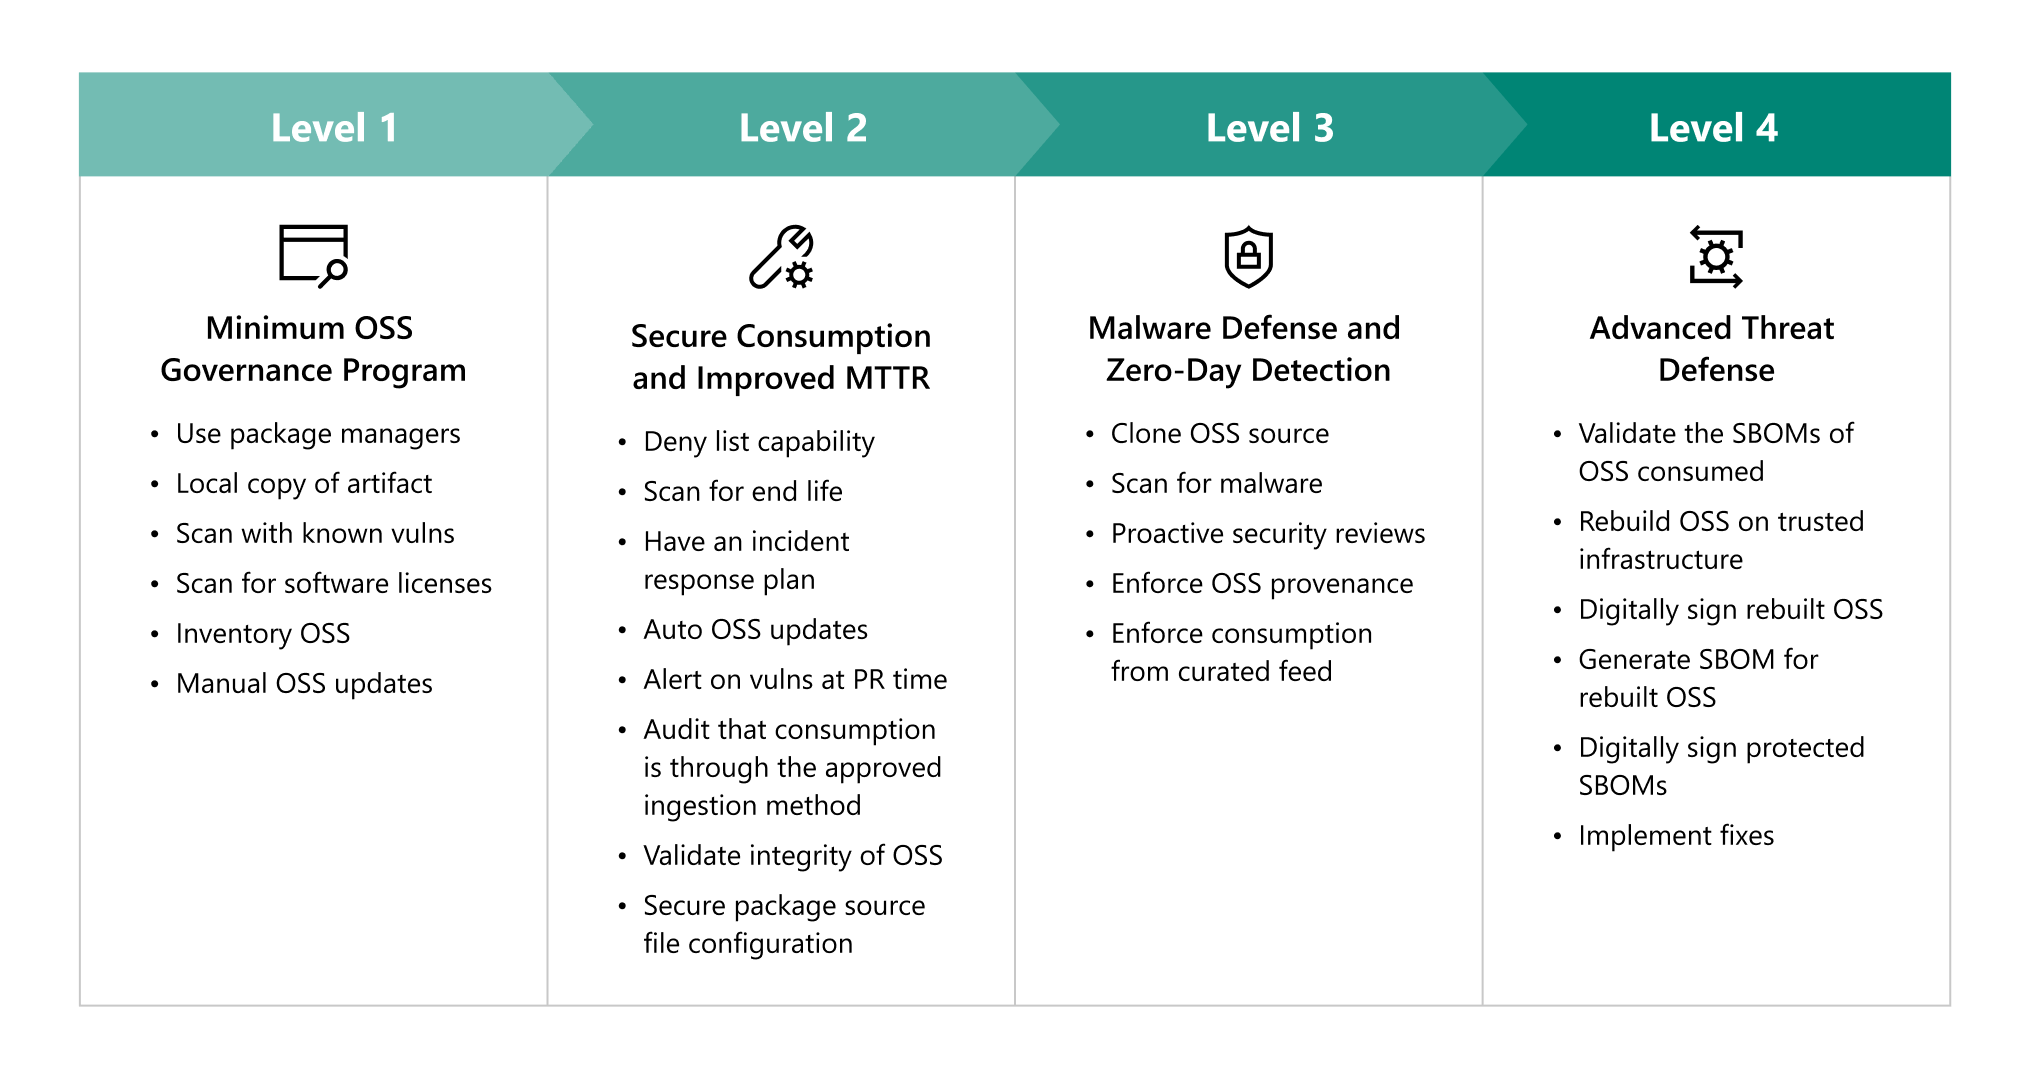 Level 1
Level 2
Level 3
Level 4
Minimum OSS
Governance Program
• Use package managers
• Local copy of artifact
• Scan with known vulns
• Scan for software licenses
• Inventory OSS
• Manual OSS updates
Secure Consumption
and Improved MTTR
• Deny list capability
• Scan for end life
• Have an incident
response plan
• Auto OSS updates
• Alert on vulns at PR time
• Audit that consumption
is through the approved
ingestion method
• Validate integrity of OSS
• Secure package source
file configuration
Malware Defense and
Zero-Day Detection
• Clone OSS source
• Scan for malware
• Proactive security reviews
• Enforce OSS provenance
• Enforce consumption
from curated feed
Advanced Threat
Defense
• Validate the SBOMs of
OSS consumed
• Rebuild OSS on trusted
infrastructure
• Digitally sign rebuilt OSS
• Generate SBOM for
rebuilt OSS
• Digitally sign protected
SBOMs
• Implement fixes